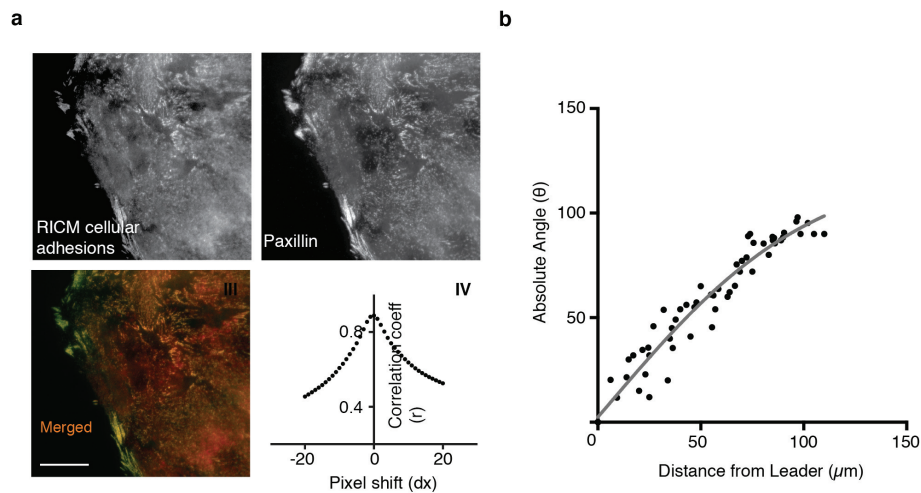 a
b
RICM cellular
adhesions
Paxillin
III
Merged
IV
0.8
0.4
Correlation coeff
(r)
-20
0
20
Pixel shift (dx)
150
100
50
0
50
100
150
Absolute Angle (θ)
Distance from Leader (µm)